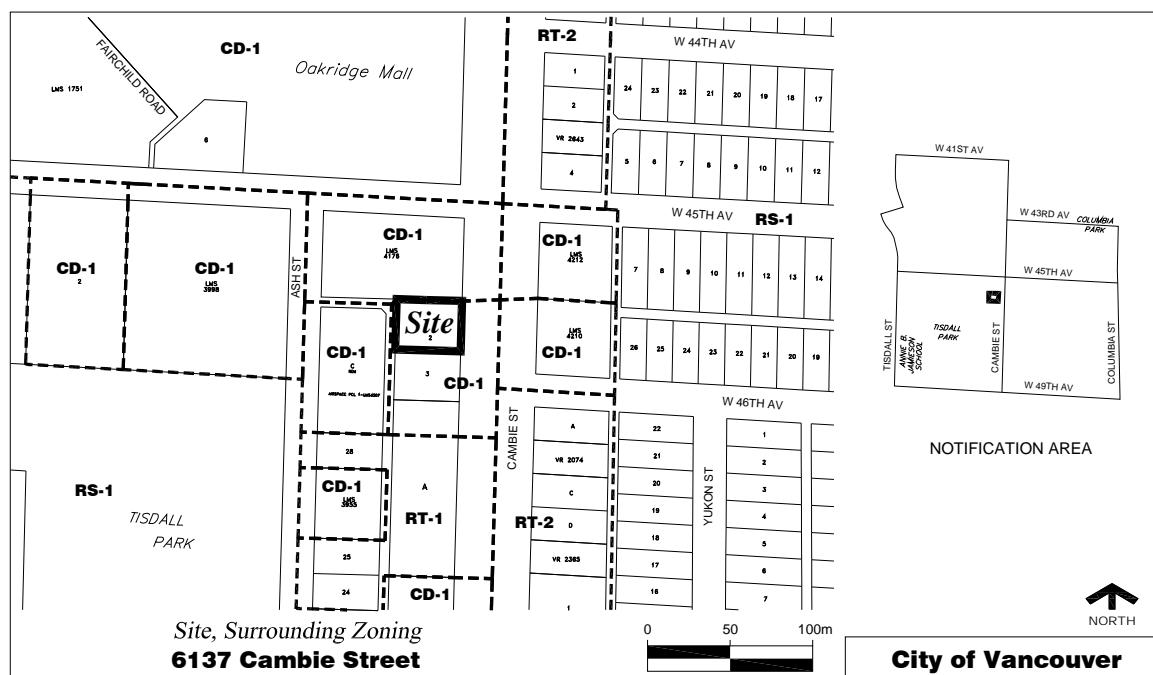 CD-1
Oakridge Mall
FAIRCHILD ROAD
LMS 1751
6
RT-2
1
2
VR 2643
4
W 44TH AV
24 23 22 21 20 19 18 17
5 6 7 8 9 10 11 12
W 45TH AV
RS-1
CD-1
2
CD-1
LMS
3998
ASH ST
CD-1
LMS
4178
CD-1
LMS
4212
7 8 9 10 11 12 13 14
Site
2
CD-1
C
3
CD-1
LMS
4210
CD-1
26 25 24 23 22 21 20 19
W 46TH AV
CAMBIE ST
28
CD-1
LMS
3933
25
24
A
RT-1
CD-1
A
VR 2074
C
D
RT-2
VR 2365
1
22
21
20
19
18
17
16
YUKON ST
1
2
3
4
5
6
7
RS-1
TISDALL
PARK
W 41ST AV
W 43RD AV
COLUMBIA
PARK
W 45TH AV
TISDALL ST
ANNIE B.
JAMIESON
SCHOOL
TISDALL
PARK
CAMBIE ST
COLUMBIA ST
W 49TH AV
NOTIFICATION AREA
NORTH
Site, Surrounding Zoning
6137 Cambie Street
0 50 100m
City of Vancouver